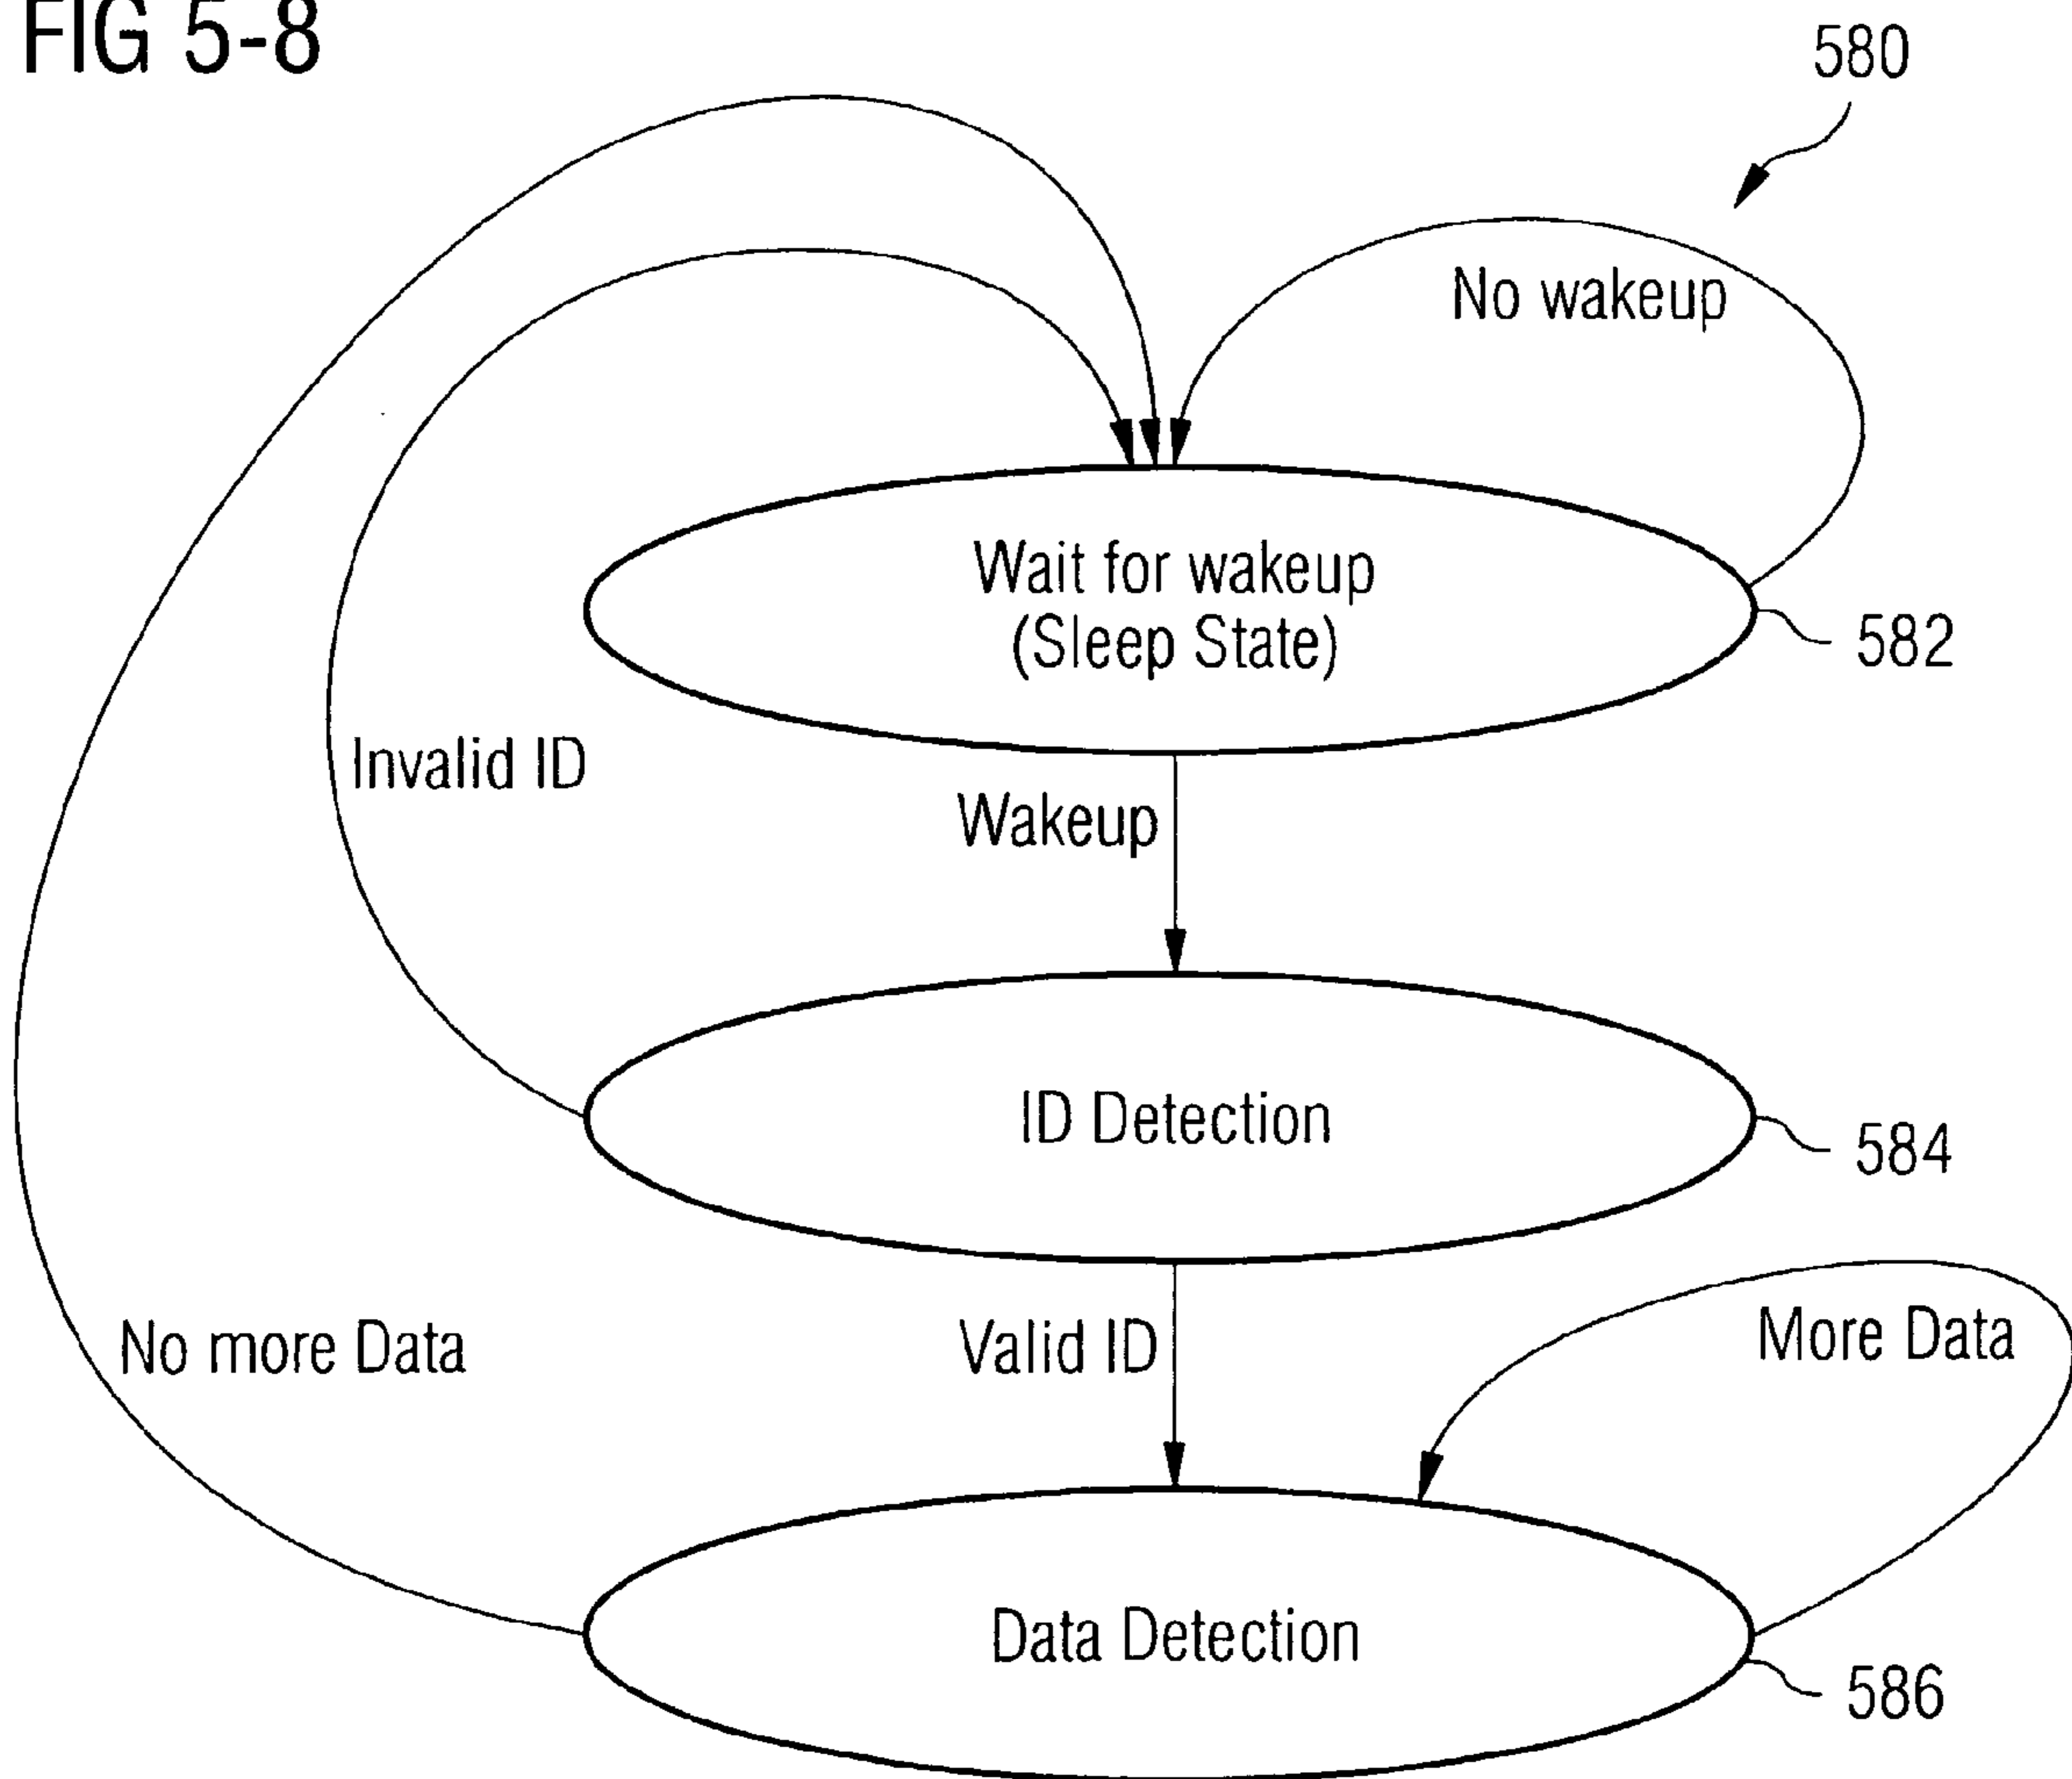 FIG 5-8
580
No wakeup
Wait for wakeup
(Sleep State)
582
Invalid ID
Wakeup
ID Detection
584
No more Data
Valid ID
More Data
Data Detection
586